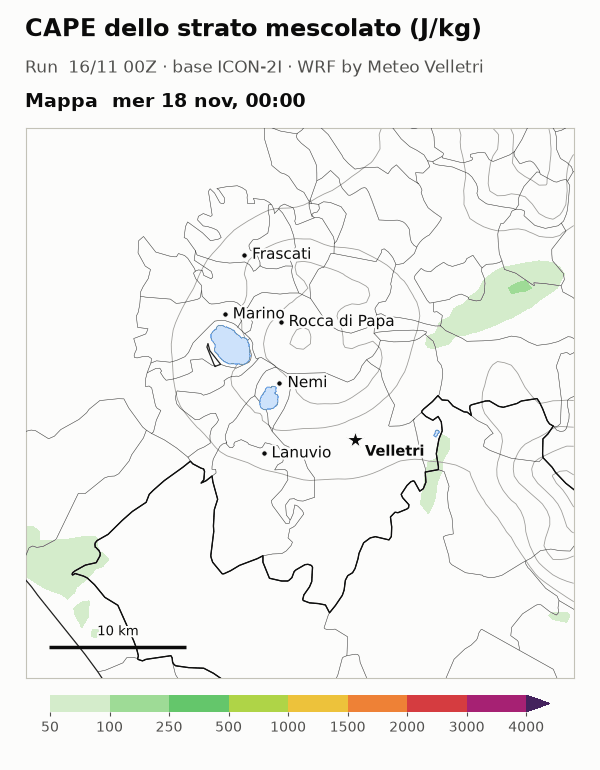 CAPE dello strato mescolato (J/kg)
Run  16/11 00Z · base ICON-2I · WRF by Meteo Velletri
Mappa  mer 18 nov, 00:00
Frascati
Marino
Rocca di Papa
Nemi
Velletri
Lanuvio
10 km
50 100 250 500 1000 1500 2000 3000 4000